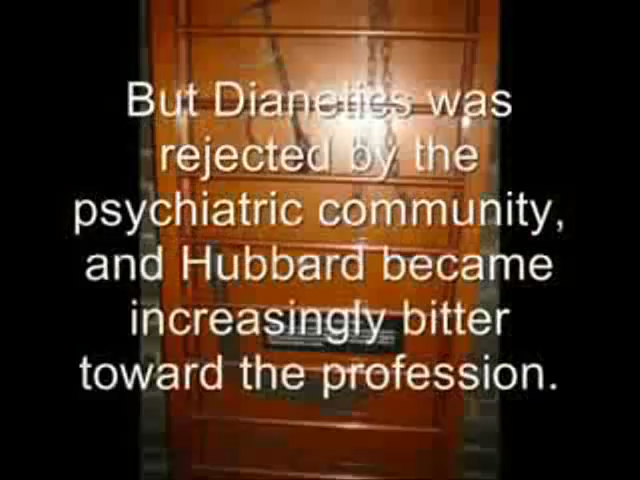 But Dianetics was
rejected by the
psychiatric community,
and Hubbard became
increasingly bitter
toward the profession.